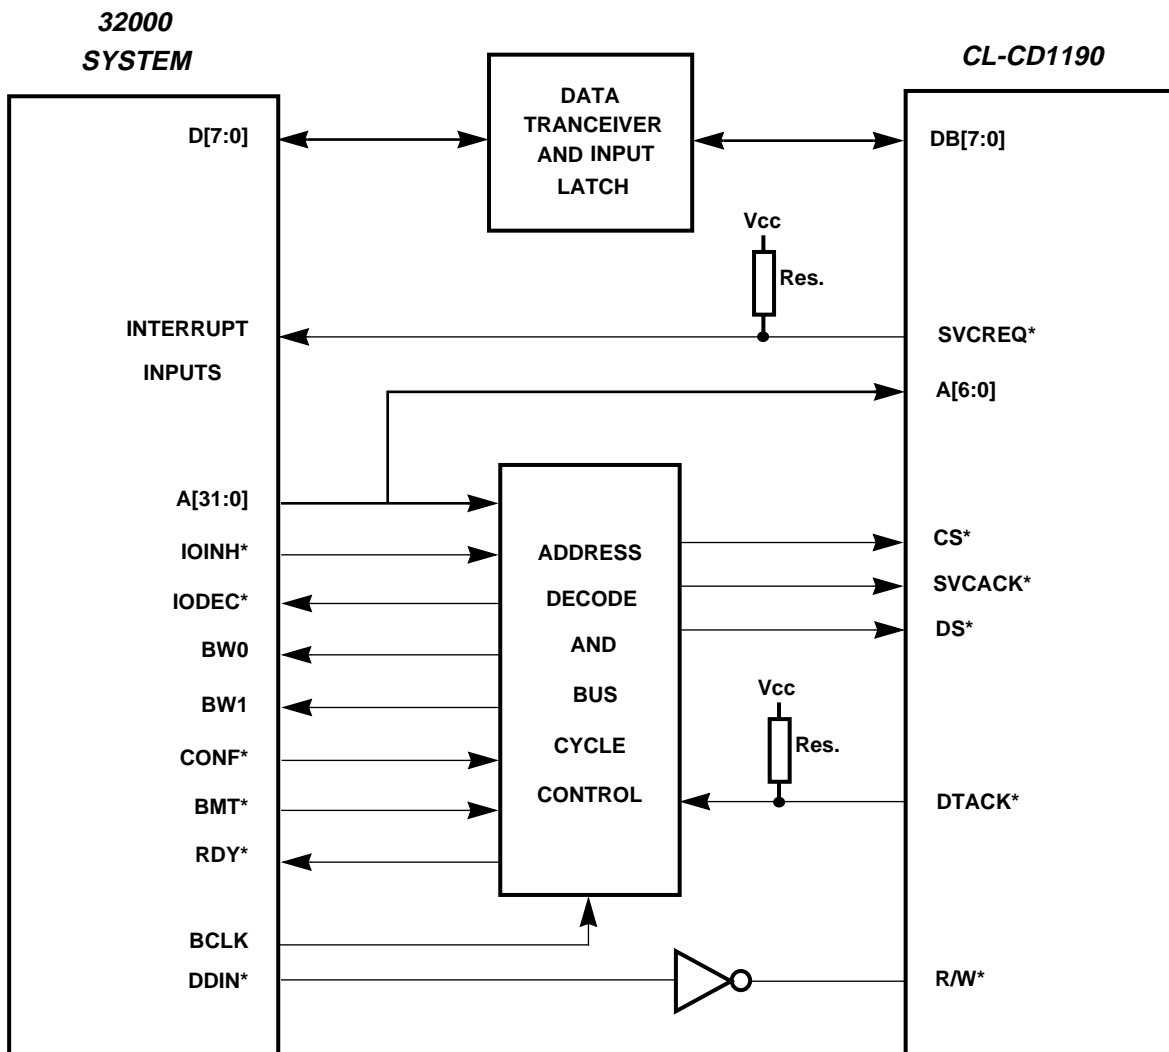 32000
SYSTEM
CL-CD1190
D[7:0]
DATA
TRANCEIVER
AND INPUT
LATCH
DB[7:0]
Vcc
Res.
INTERRUPT
INPUTS
SVCREQ*
A[6:0]
A[31:0]
IOINH*
IODEC*
BW0
BW1
CONF*
BMT*
RDY*
BCLK
DDIN*
ADDRESS
DECODE
AND
BUS
CYCLE
CONTROL
CS*
SVCACK*
DS*
Vcc
Res.
DTACK*
R/W*